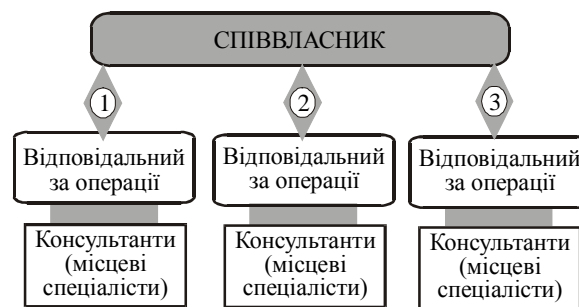 СПІВВЛАСНИК
1
2
3
Відповідальний
за операції
Відповідальний
за операції
Відповідальний
за операції
Консультанти
(місцеві
спеціалісти)
Консультанти
(місцеві
спеціалісти)
Консультанти
(місцеві
спеціалісти)